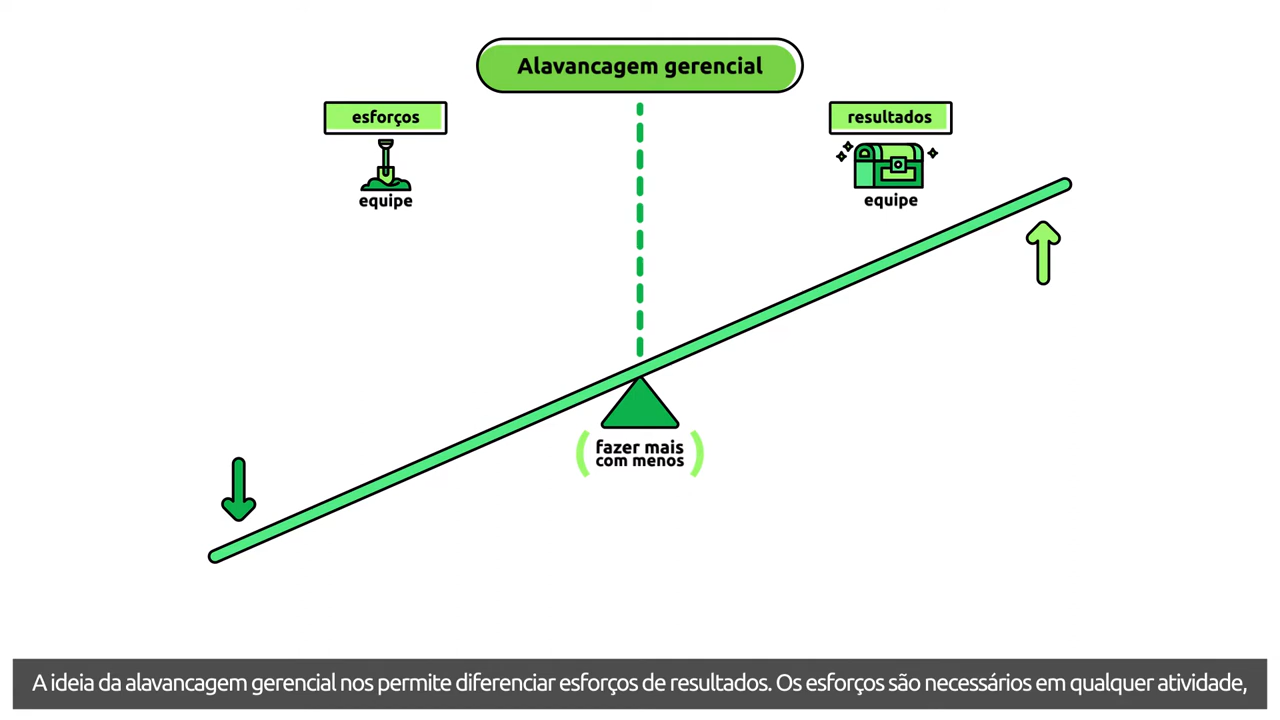 Alavancagem gerencial
esforços
equipe
resultados
equipe
fazer mais
com menos
A ideia da alavancagem gerencial nos permite diferenciar esforços de resultados. Os esforços são necessários em qualquer atividade,